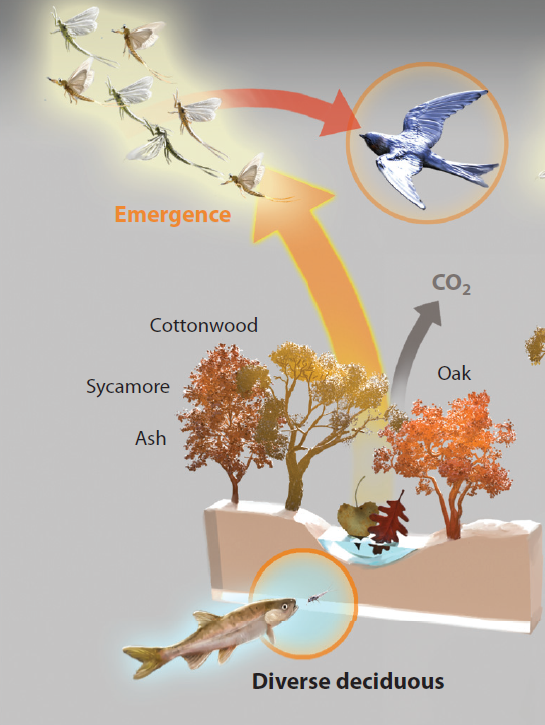 Emergence
CO₂
Cottonwood
Oak
Sycamore
Ash
Diverse deciduous